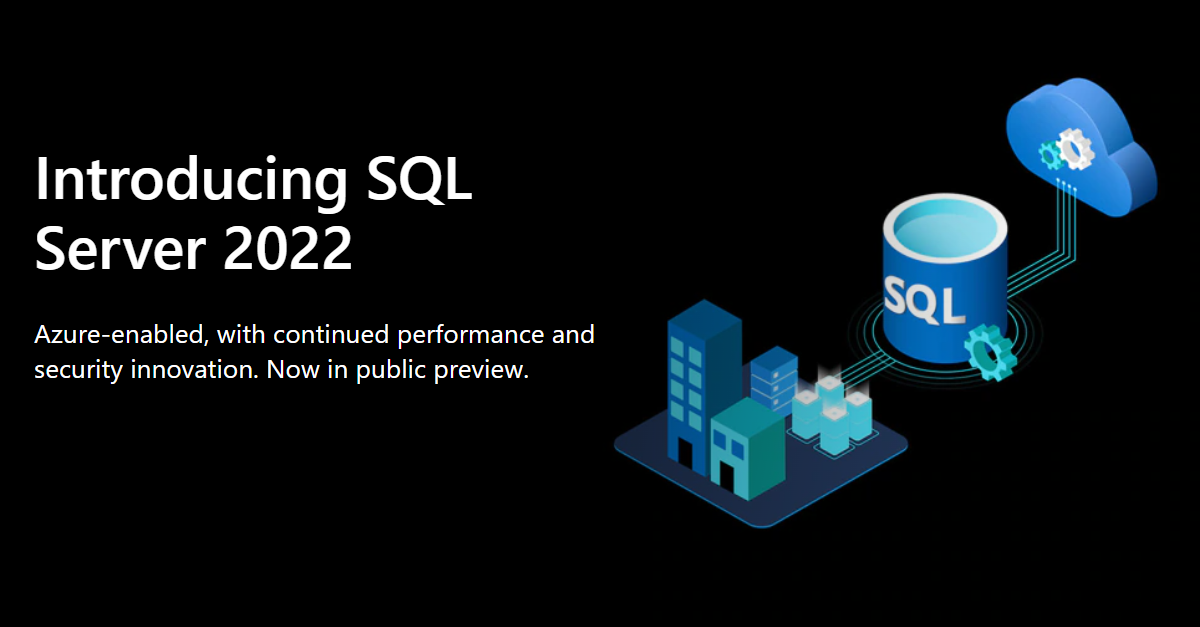 Introducing SQL
Server 2022
Azure-enabled, with continued performance and
security innovation. Now in public preview.
SQL